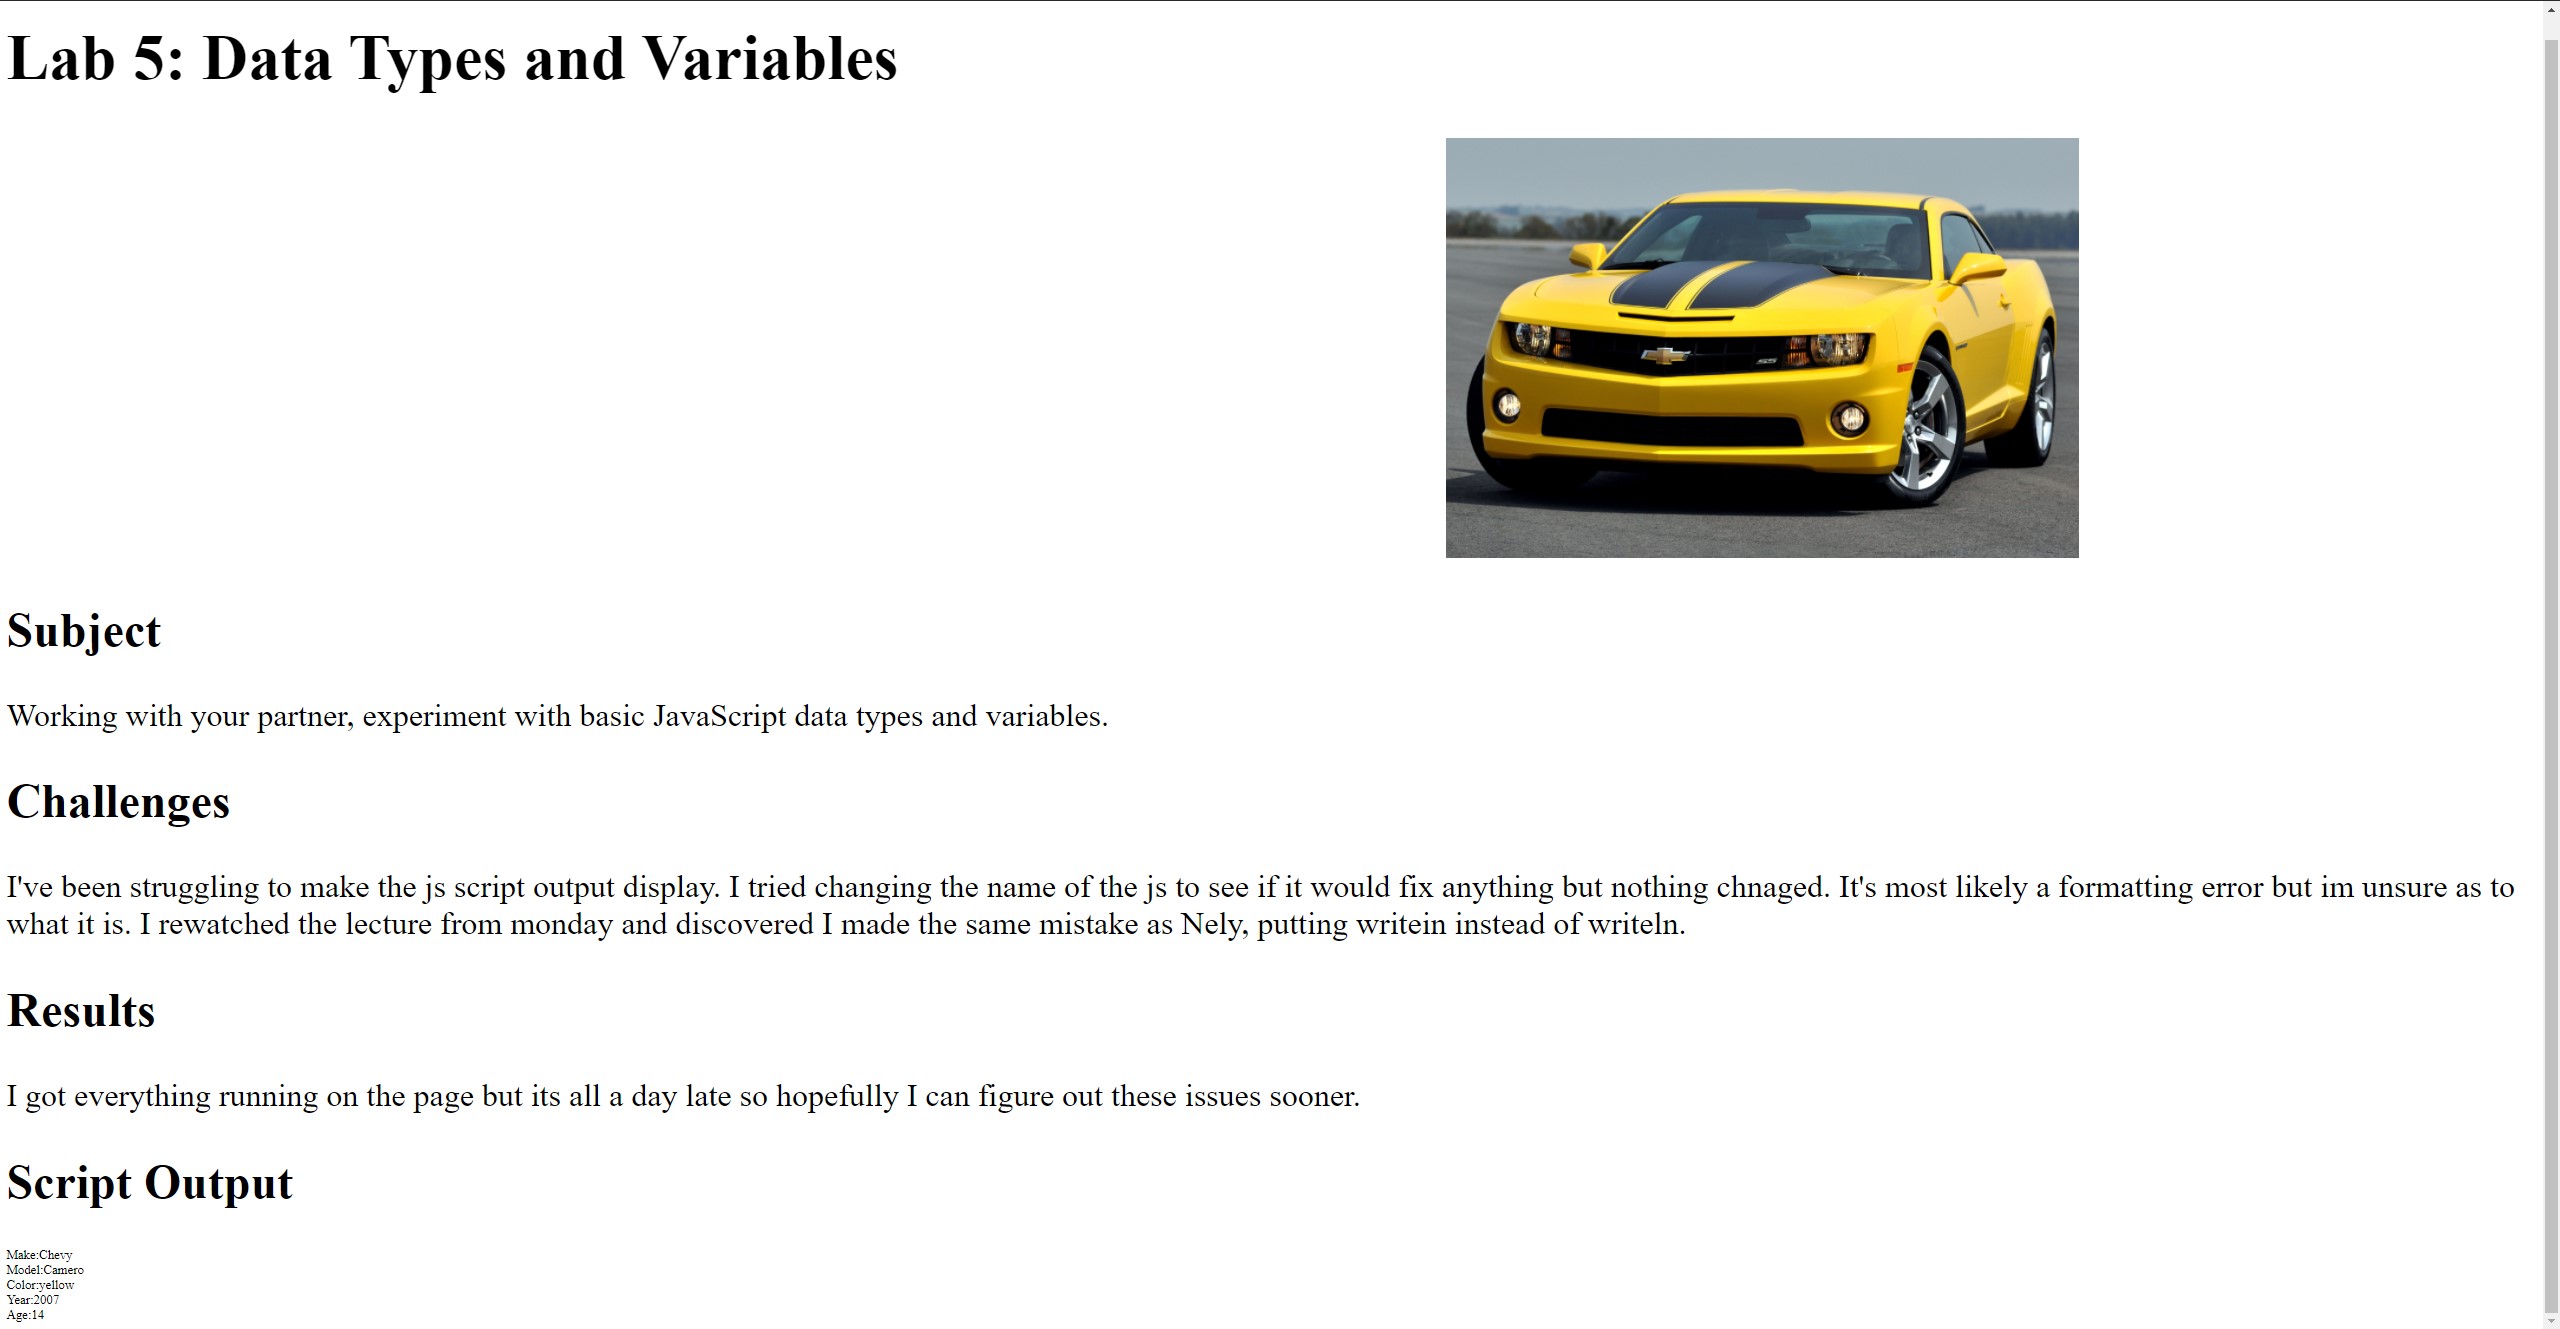 Lab 5: Data Types and Variables
SS
Subject
Working with your partner, experiment with basic JavaScript data types and variables.
Challenges
I've been struggling to make the js script output display. I tried changing the name of the js to see if it would fix anything but nothing chnaged. It's most likely a formatting error but im unsure as to
what it is. I rewatched the lecture from monday and discovered I made the same mistake as Nely, putting writein instead of writeln.
Results
I got everything running on the page but its all a day late so hopefully I can figure out these issues sooner.
Script Output
Make:Chevy
Model:Camero
Color:yellow
Year:2007
Age:14